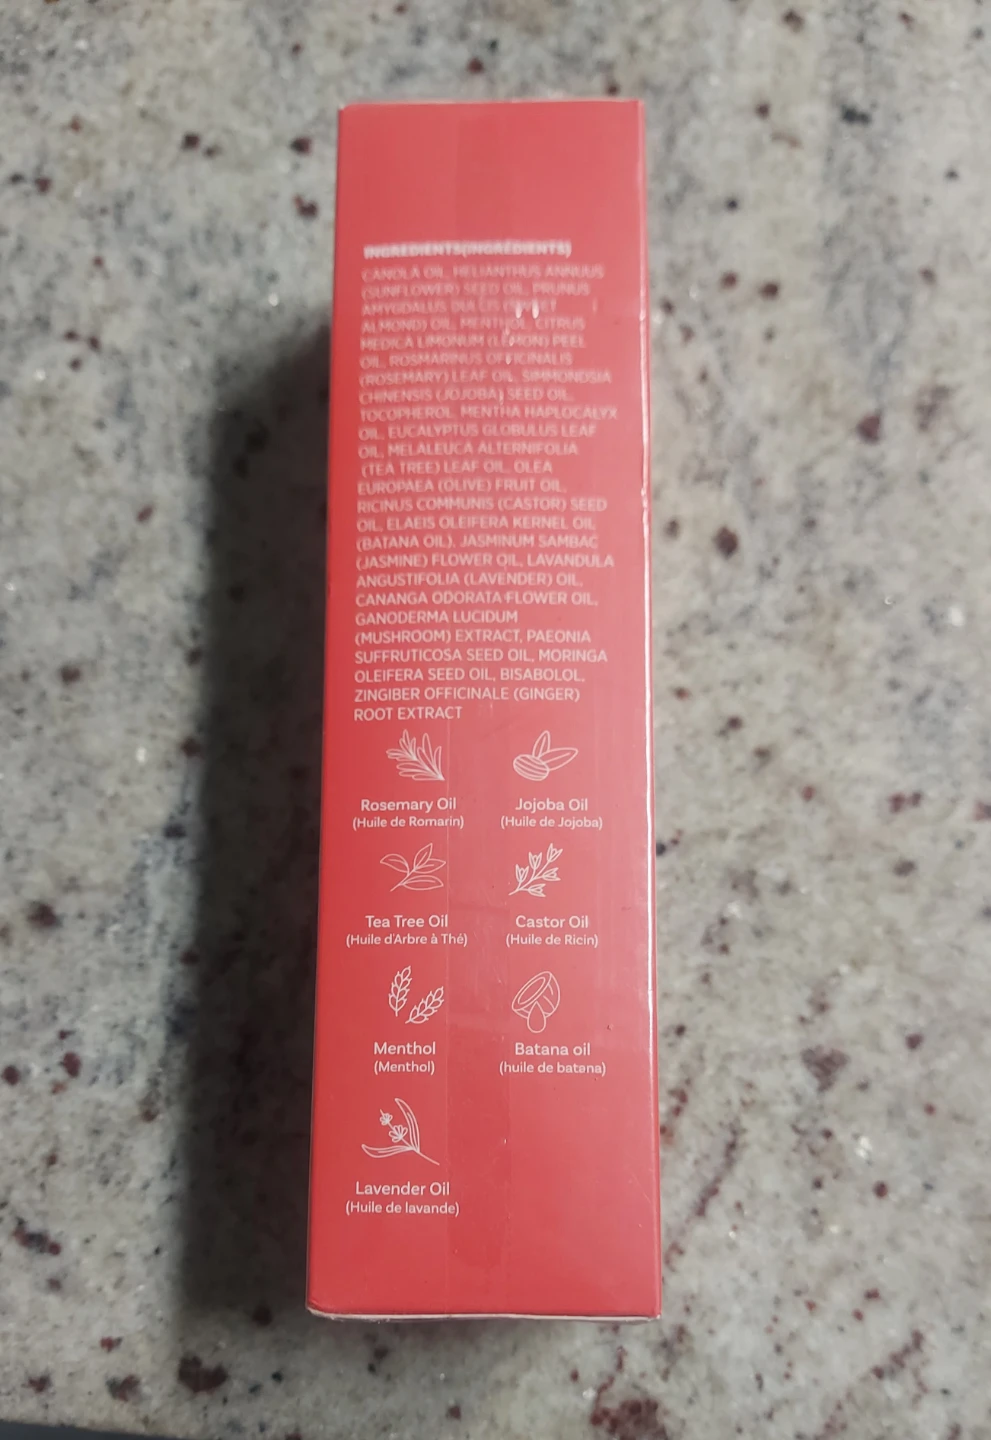 INGREDIENTS(INGRÉDIENTS)
CANOLA OIL, HELIANTHUS ANNUUS
(SUNFLOWER) SEED OIL, PRUNUS
AMYGDALUS DULCIS (SWEET
ALMOND) OIL, MENTHOL, CITRUS
MEDICA LIMONUM (LEMON) PEEL
OIL, ROSMARINUS OFFICINALIS
(ROSEMARY) LEAF OIL, SIMMONDSIA
CHINENSIS (JOJOBA) SEED OIL,
TOCOPHEROL, MENTHA HAPLOCALYX
OIL, EUCALYPTUS GLOBULUS LEAF
OIL, MELALEUCA ALTERNIFOLIA
(TEA TREE) LEAF OIL, OLEA
EUROPAEA (OLIVE) FRUIT OIL,
RICINUS COMMUNIS (CASTOR) SEED
OIL, ELAEIS OLEIFERA KERNEL OIL
(BATANA OIL), JASMINUM SAMBAC
(JASMINE) FLOWER OIL, LAVANDULA
ANGUSTIFOLIA (LAVENDER) OIL,
CANANGA ODORATA FLOWER OIL,
GANODERMA LUCIDUM
(MUSHROOM) EXTRACT, PAEONIA
SUFFRUTICOSA SEED OIL, MORINGA
OLEIFERA SEED OIL, BISABOLOL,
ZINGIBER OFFICINALE (GINGER)
ROOT EXTRACT
Rosemary Oil
(Huile de Romarin)
Jojoba Oil
(Huile de Jojoba)
Tea Tree Oil
(Huile d'Arbre à Thé)
Castor Oil
(Huile de Ricin)
Menthol
(Menthol)
Batana oil
(huile de batana)
Lavender Oil
(Huile de lavande)